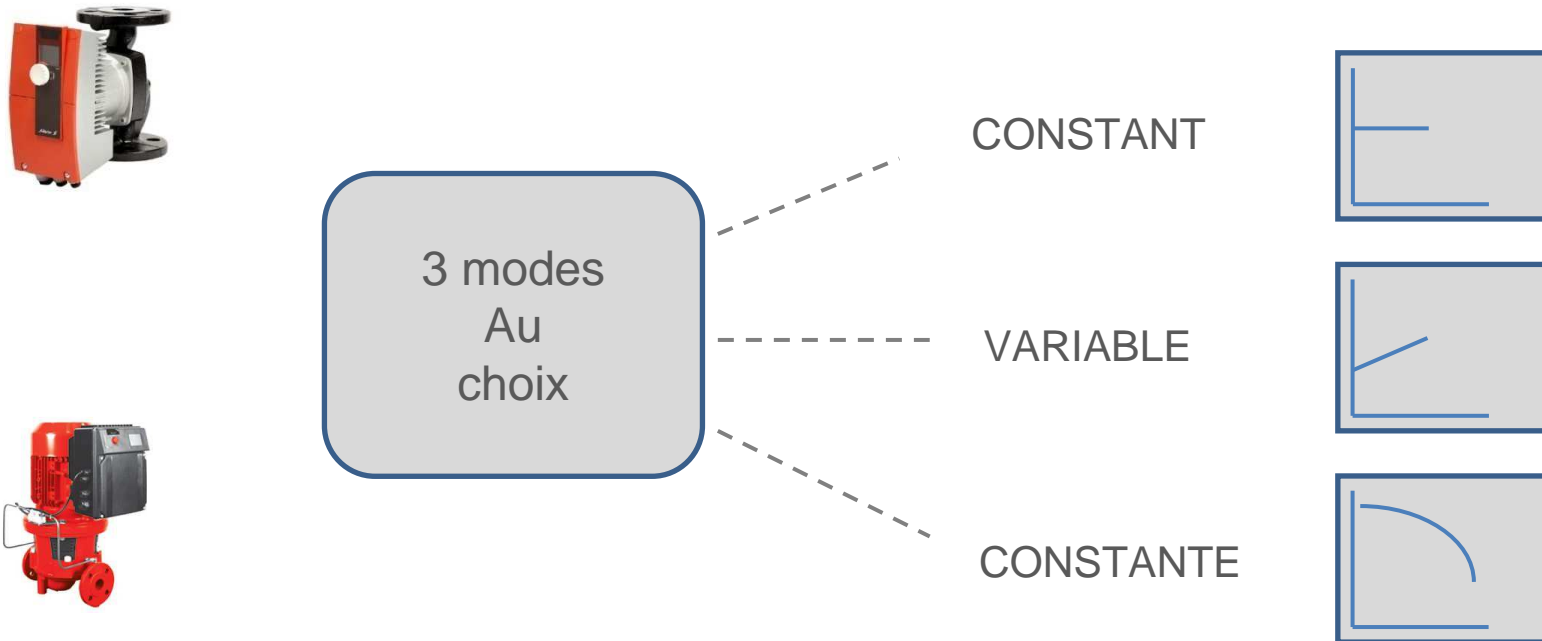 CONSTANT
3 modes
Au
choix
VARIABLE
CONSTANTE